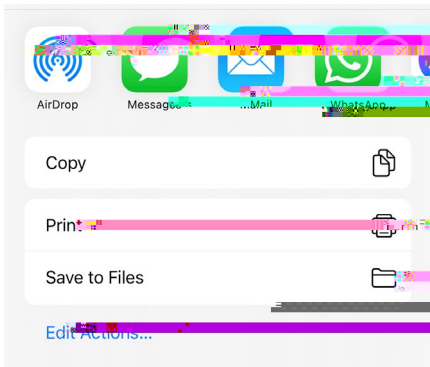 AirDrop Messages Mail WhatsApp
Copy
Print
Save to Files
Edit Actions...